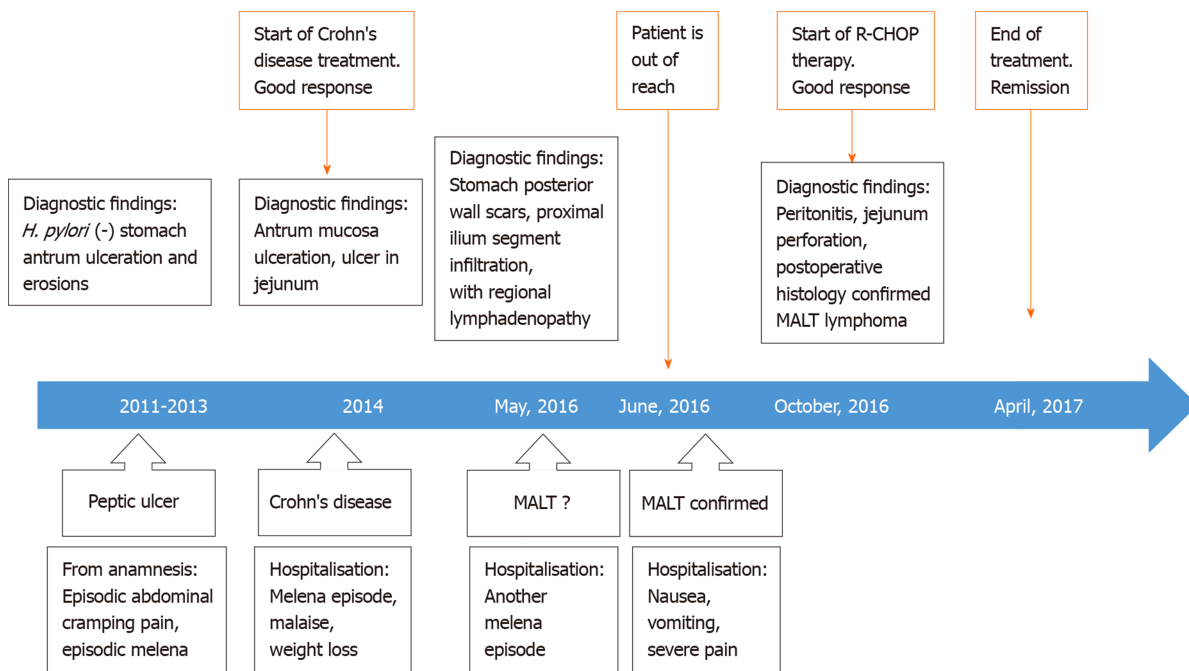 Start of Crohn's
disease treatment.
Good response
Patient is
out of
reach
Start of R-CHOP
therapy.
Good response
End of
treatment.
Remission
Diagnostic findings:
H. pylori (-) stomach
antrum ulceration and
erosions
Diagnostic findings:
Antrum mucosa
ulceration, ulcer in
jejunum
Diagnostic findings:
Stomach posterior
wall scars, proximal
ilium segment
infiltration,
with regional
lymphadenopathy
Diagnostic findings:
Peritonitis, jejunum
perforation,
postoperative
histology confirmed
MALT lymphoma
2011-2013
2014
May, 2016
June, 2016
October, 2016
April, 2017
Peptic ulcer
Crohn's disease
MALT ?
MALT confirmed
From anamnesis:
Episodic abdominal
cramping pain,
episodic melena
Hospitalisation:
Melena episode,
malaise,
weight loss
Hospitalisation:
Another
melena
episode
Hospitalisation:
Nausea,
vomiting,
severe pain